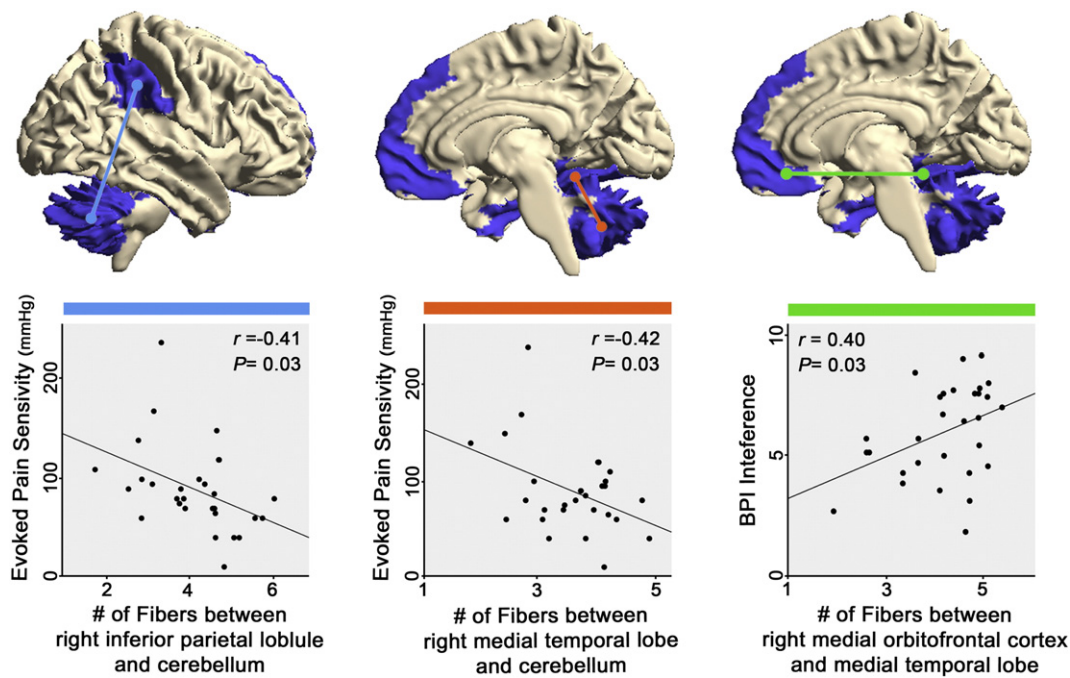 Evoked Pain Sensivity (mmHg)
200
100
0
r =-0.41
P= 0.03
2 4 6
# of Fibers between
right inferior parietal loblule
and cerebellum
Evoked Pain Sensivity (mmHg)
200
100
0
r =-0.42
P= 0.03
1 3 5
# of Fibers between
right medial temporal lobe
and cerebellum
BPI Inteference
10
5
0
r = 0.40
P= 0.03
1 3 5
# of Fibers between
right medial orbitofrontal cortex
and medial temporal lobe